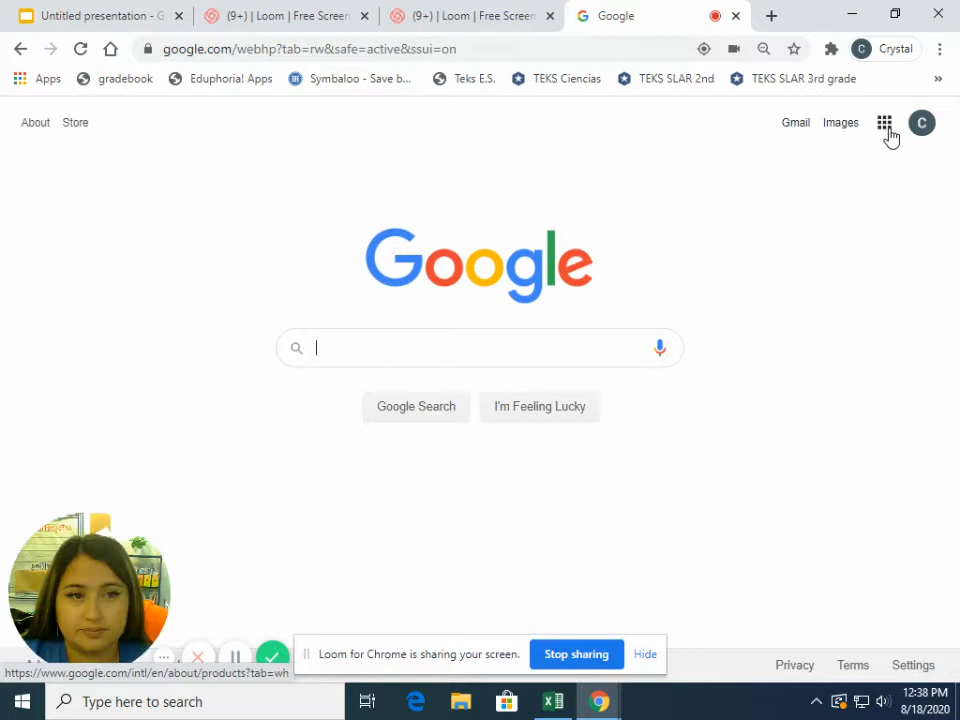 Untitled presentation - G
(9+) | Loom | Free Screen
(9+) | Loom | Free Screen
Google
google.com/webhp?tab=rw&safe=active&ssui=on
C
Crystal
Apps
gradebook
Eduphoria! Apps
Symbaloo - Save b...
Teks E.S.
TEKS Ciencias
TEKS SLAR 2nd
TEKS SLAR 3rd grade
»
About
Store
Gmail
Images
C
Google
Google Search
I'm Feeling Lucky
Loom for Chrome is sharing your screen.
Stop sharing
Hide
Privacy
Terms
Settings
https://www.google.com/intl/en/about/products?tab=wh
Type here to search
12:38 PM
8/18/2020